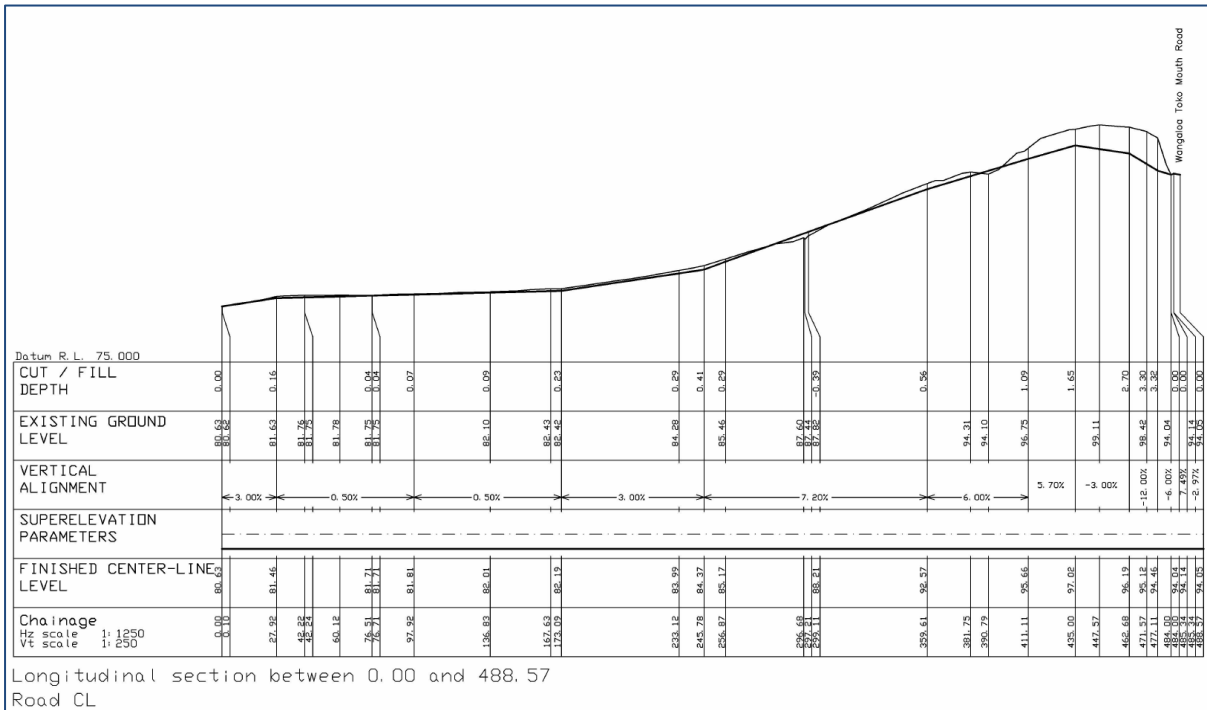 Wangaloa Toko Mouth Road
Datum R. L. 75.000
CUT / FILL
DEPTH
0.00 0.16 0.04 0.04 0.07 0.09 0.23 0.29 0.41 0.29 -0.39 0.56 1.09 1.65 2.70 3.30 3.32 0.00 0.00 0.00
EXISTING GROUND
LEVEL
80.63 80.62 81.63 81.76 81.75 81.78 81.75 81.75 82.10 82.43 82.42 84.28 85.46 87.60 87.44 87.82 94.31 94.10 96.75 99.11 98.42 94.04 94.14 94.05
VERTICAL
ALIGNMENT
3.00% 0.50% 0.50% 3.00% 7.20% 6.00% 5.70% -3.00% -12.00% -6.00% 7.49% -2.97%
SUPERELEVATION
PARAMETERS
FINISHED CENTER-LINE
LEVEL
80.63 81.46 81.71 81.71 81.81 82.01 82.19 83.99 84.37 85.17 88.21 92.57 95.66 97.02 96.19 95.12 94.46 94.04 94.14 94.05
Chainage
Hz scale 1:1250
Vt scale 1:250
0.00 0.10 27.92 42.22 42.24 60.12 76.51 76.71 97.92 136.83 167.63 173.09 233.12 245.78 256.87 296.68 297.21 299.11 359.61 381.75 390.79 411.11 435.00 447.57 462.68 471.57 477.11 484.00 484.00 485.34 485.34 488.57
Longitudinal section between 0.00 and 488.57
Road CL